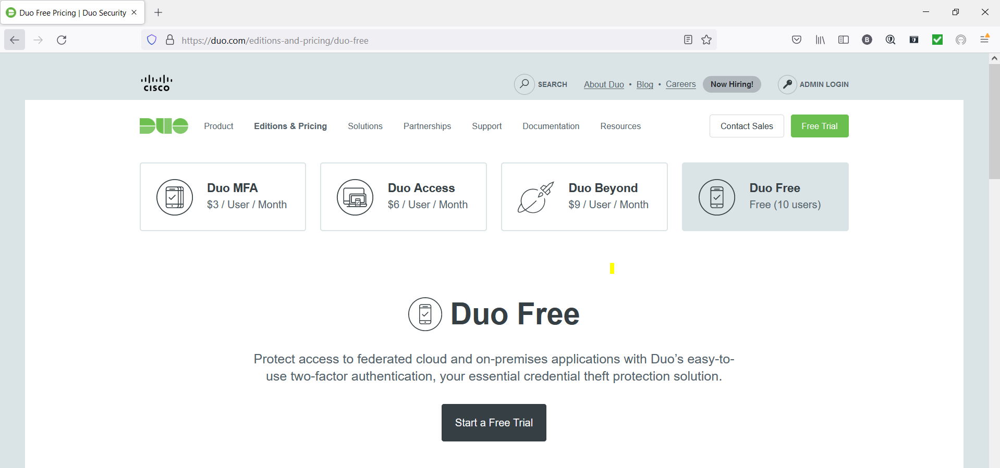 Duo Free Pricing | Duo Security
https://duo.com/editions-and-pricing/duo-free
B
CISCO
SEARCH
About Duo • Blog • Careers
Now Hiring!
ADMIN LOGIN
DUO
Product
Editions & Pricing
Solutions
Partnerships
Support
Documentation
Resources
Contact Sales
Free Trial
Duo MFA
$3 / User / Month
Duo Access
$6 / User / Month
Duo Beyond
$9 / User / Month
Duo Free
Free (10 users)
Duo Free
Protect access to federated cloud and on-premises applications with Duo’s easy-to-
use two-factor authentication, your essential credential theft protection solution.
Start a Free Trial